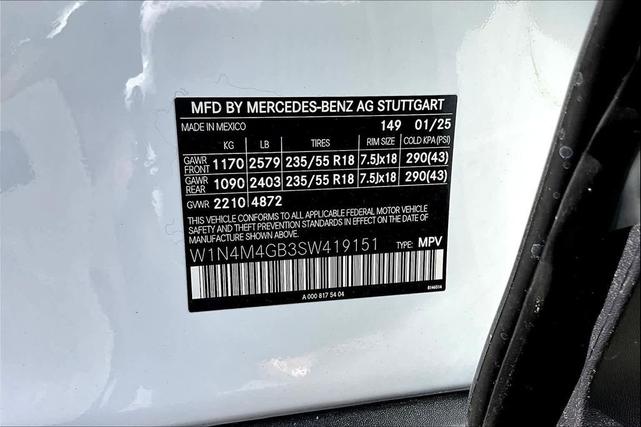 MFD BY MERCEDES-BENZ AG STUTTGART
MADE IN MEXICO 149 01/25
KG LB TIRES RIM SIZE COLD KPA (PSI)
GAWR FRONT 1170 2579 235/55 R18 7.5Jx18 290(43)
GAWR REAR 1090 2403 235/55 R18 7.5Jx18 290(43)
GVWR 2210 4872
THIS VEHICLE CONFORMS TO ALL APPLICABLE FEDERAL MOTOR VEHICLE
SAFETY AND THEFT PREVENTION STANDARDS IN EFFECT ON THE DATE OF
MANUFACTURE SHOWN ABOVE.
W1N4M4GB3SW419151 TYPE: MPV
A 000 817 54 04